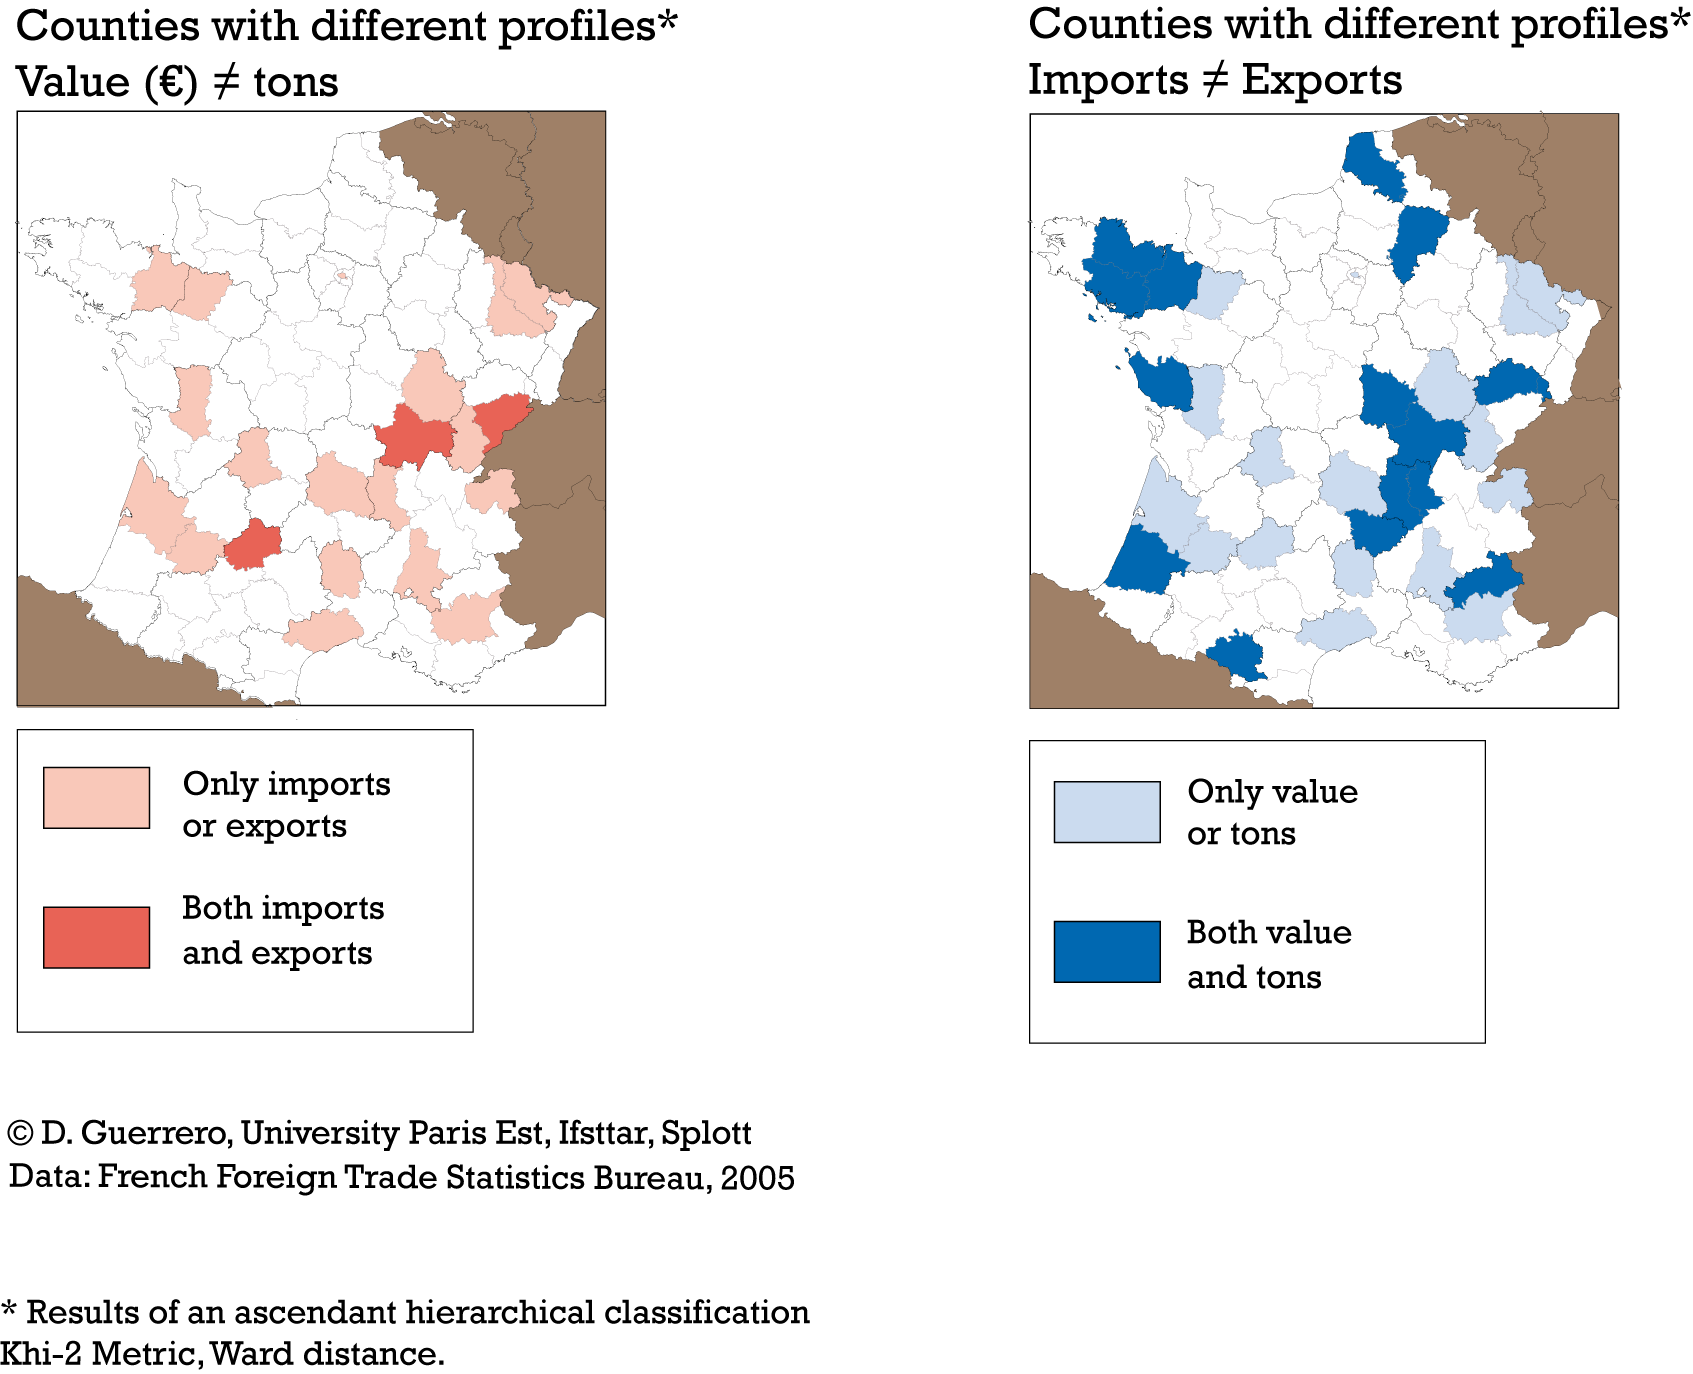 Counties with different profiles*
Value (€) ≠ tons
Only imports
or exports
Both imports
and exports
Counties with different profiles*
Imports ≠ Exports
Only value
or tons
Both value
and tons
© D. Guerrero, University Paris Est, Ifsttar, Splott
Data: French Foreign Trade Statistics Bureau, 2005
* Results of an ascendant hierarchical classification
Khi-2 Metric, Ward distance.